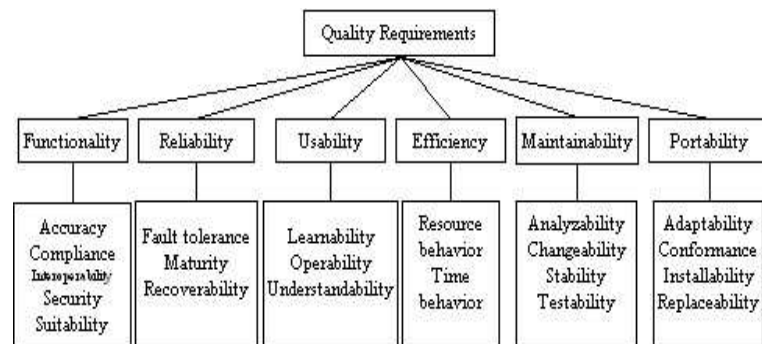 Quality Requirements
Functionality
Reliability
Usability
Efficiency
Maintainability
Portability
Accuracy
Compliance
Interoperability
Security
Suitability
Fault tolerance
Maturity
Recoverability
Learnability
Operability
Understandability
Resource
behavior
Time
behavior
Analyzability
Changeability
Stability
Testability
Adaptability
Conformance
Installability
Replaceability